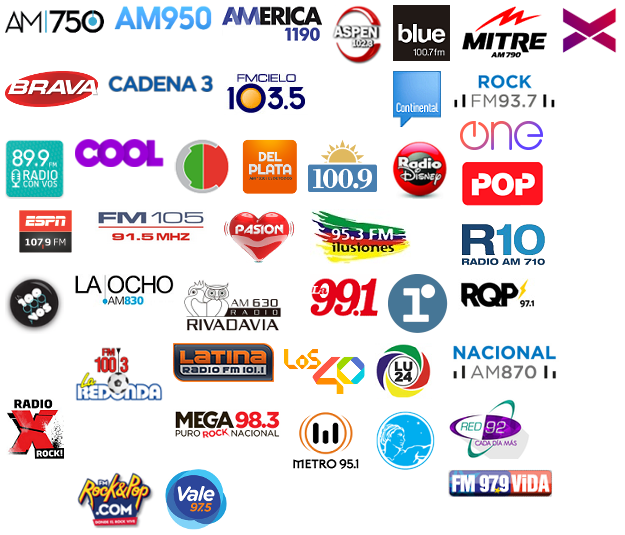 AM|750
AM950
AMERICA
1190
ASPEN
102.3
blue
100.7fm
MITRE
AM 790
BRAVA
CADENA 3
FMCIELO
103.5
Continental
ROCK
FM93.7
one
89.9 FM
RADIO
CON VOS
COOL
DEL
PLATA
100.9
Radio
Disney
POP
ESPN
107.9 FM
FM 105
91.5 MHZ
PASION
95.3 FM
ilusiones
R10
RADIO AM 710
LA OCHO
AM830
AM 630
RADIO
RIVADAVIA
La
99.1
r
RQP
97.1
FM
100.3
La
REDONDA
LATINA
RADIO FM 101.1
LOS
40
LU
24
NACIONAL
AM870
RADIO
X
ROCK!
MEGA 98.3
PURO ROCK NACIONAL
METRO 95.1
RED 92
CADA DÍA MÁS
FM
Rock&Pop
.COM
Vale
97.5
FM 97.9 ViDA